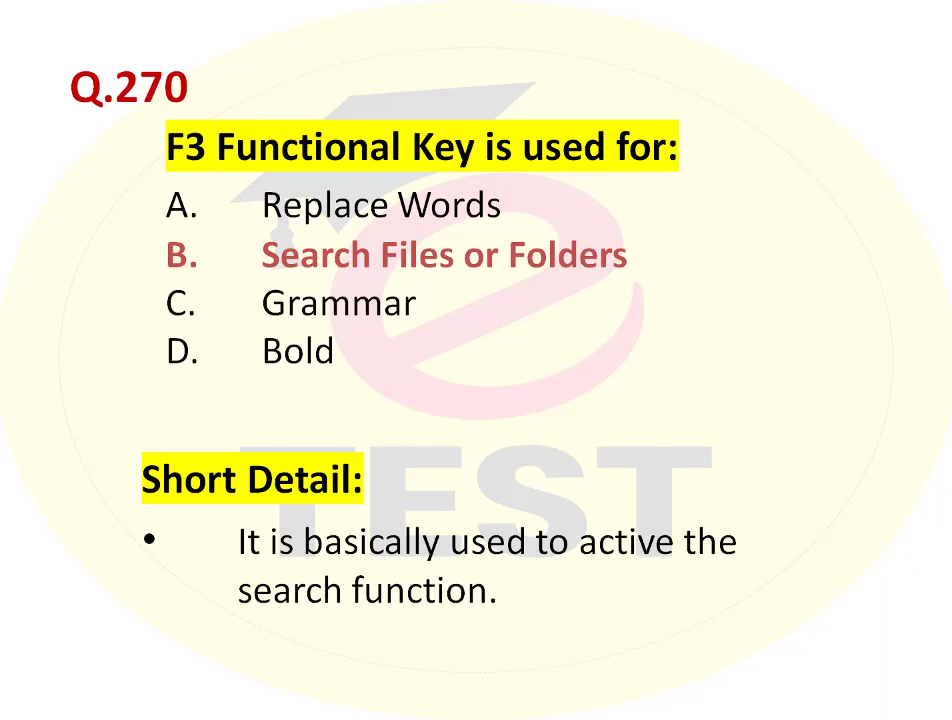 Q.270
F3 Functional Key is used for:
A. Replace Words
B. Search Files or Folders
C. Grammar
D. Bold
TEST
Short Detail:
• It is basically used to active the
search function.